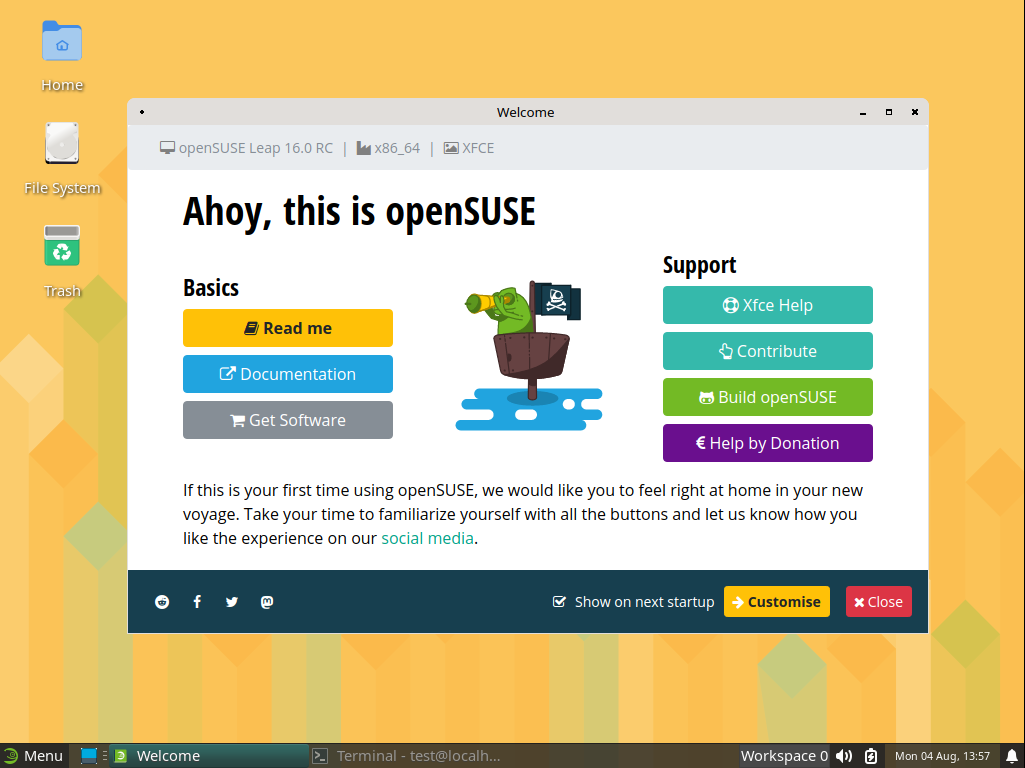 Home
File System
Trash
Welcome
openSUSE Leap 16.0 RC | x86_64 | XFCE
Ahoy, this is openSUSE
Basics
Read me
Documentation
Get Software
Support
Xfce Help
Contribute
Build openSUSE
Help by Donation
If this is your first time using openSUSE, we would like you to feel right at home in your new
voyage. Take your time to familiarize yourself with all the buttons and let us know how you
like the experience on our social media.
Show on next startup
Customise
Close
Menu
Welcome
Terminal - test@localh...
Workspace 0
Mon 04 Aug, 13:57